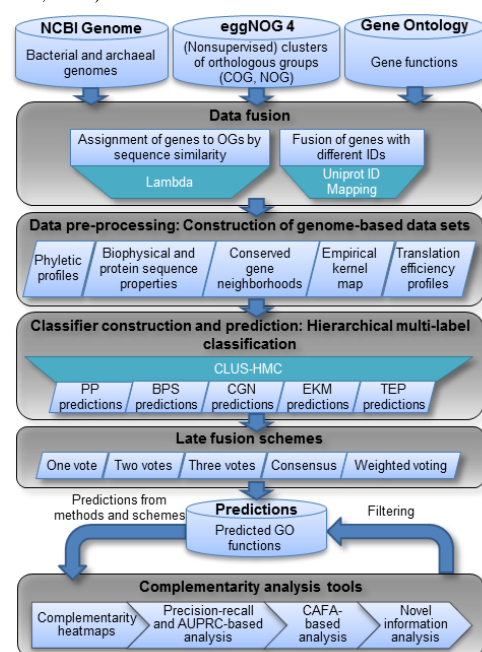 NCBI Genome
Bacterial and archaeal
genomes
eggNOG 4
(Nonsupervised) clusters
of orthologous groups
(COG, NOG)
Gene Ontology
Gene functions
Data fusion
Assignment of genes to OGs by
sequence similarity
Lambda
Fusion of genes with
different IDs
Uniprot ID
Mapping
Data pre-processing: Construction of genome-based data sets
Phyletic
profiles
Biophysical and
protein sequence
properties
Conserved
gene
neighborhoods
Empirical
kernel
map
Translation
efficiency
profiles
Classifier construction and prediction: Hierarchical multi-label
classification
CLUS-HMC
PP
predictions
BPS
predictions
CGN
predictions
EKM
predictions
TEP
predictions
Late fusion schemes
One vote
Two votes
Three votes
Consensus
Weighted voting
Predictions from
methods and schemes
Predictions
Predicted GO
functions
Filtering
Complementarity analysis tools
Complementarity
heatmaps
Precision-recall
and AUPRC-based
analysis
CAFA-
based
analysis
Novel
information
analysis